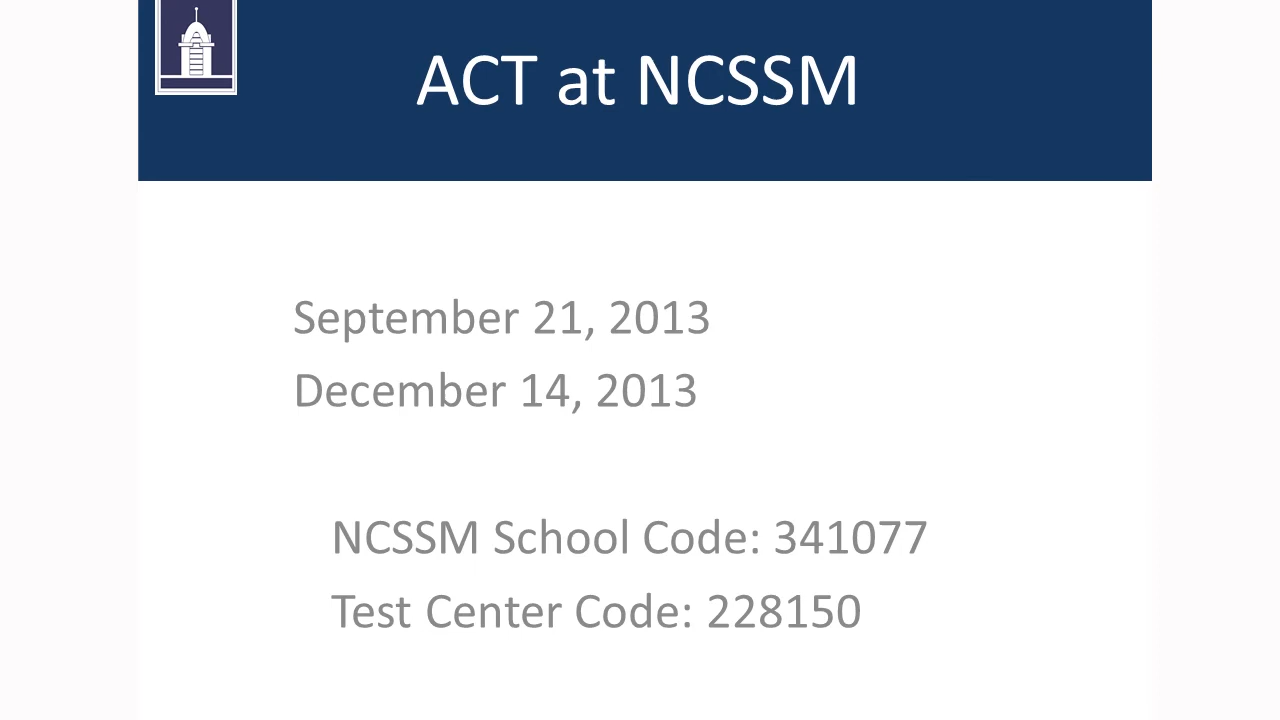 ACT at NCSSM
September 21, 2013
December 14, 2013
NCSSM School Code: 341077
Test Center Code: 228150